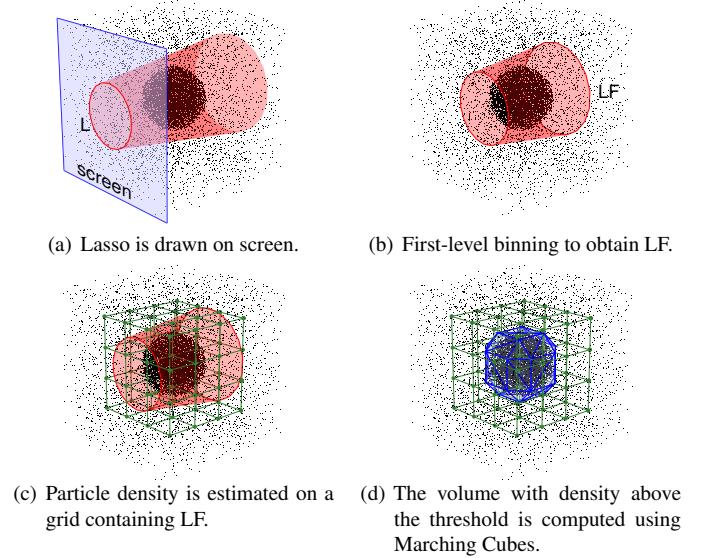 L
screen
LF
(a) Lasso is drawn on screen.
(b) First-level binning to obtain LF.
(c) Particle density is estimated on a
grid containing LF.
(d) The volume with density above
the threshold is computed using
Marching Cubes.